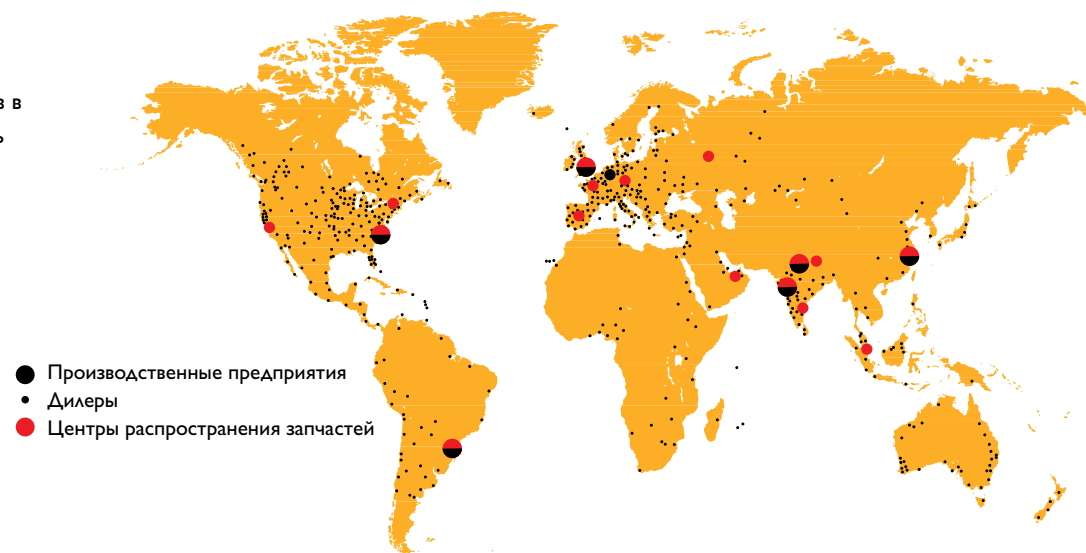 в в
ь
Производственные предприятия
Дилеры
Центры распространения запчастей